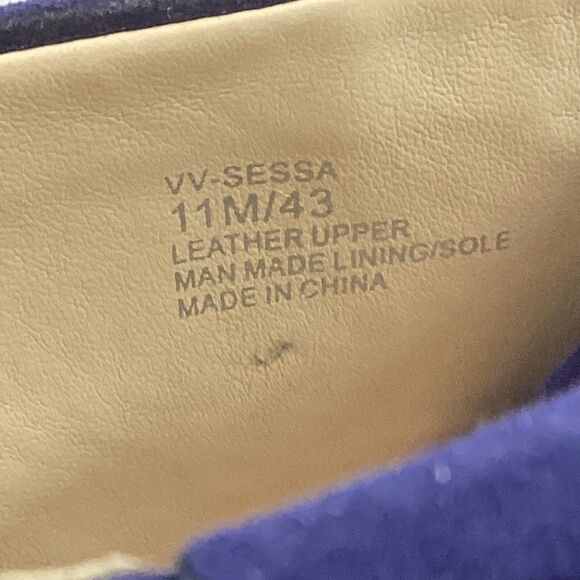 VV-SESSA
11M/43
LEATHER UPPER
MAN MADE LINING/SOLE
MADE IN CHINA